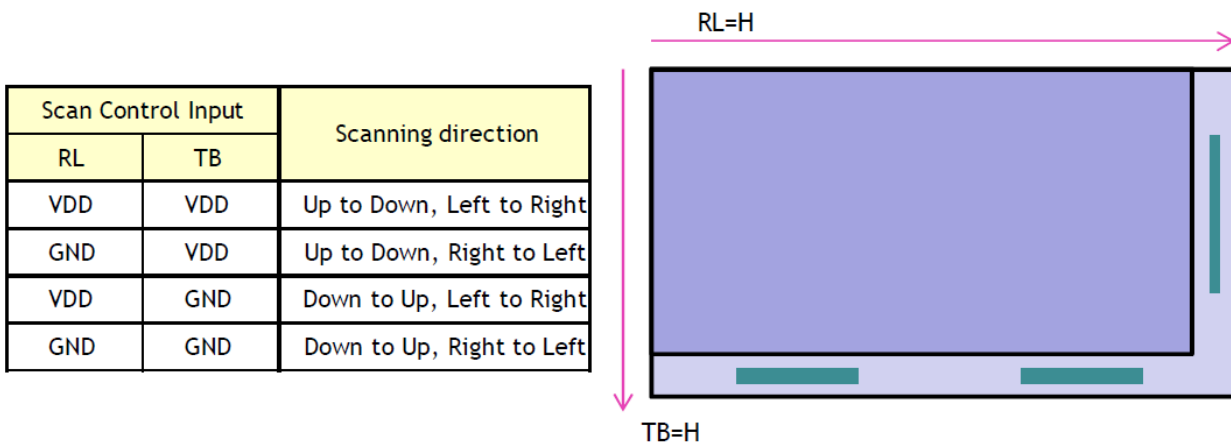 RL=H
Scan Control Input
Scanning direction
RL TB
VDD VDD Up to Down, Left to Right
GND VDD Up to Down, Right to Left
VDD GND Down to Up, Left to Right
GND GND Down to Up, Right to Left
TB=H